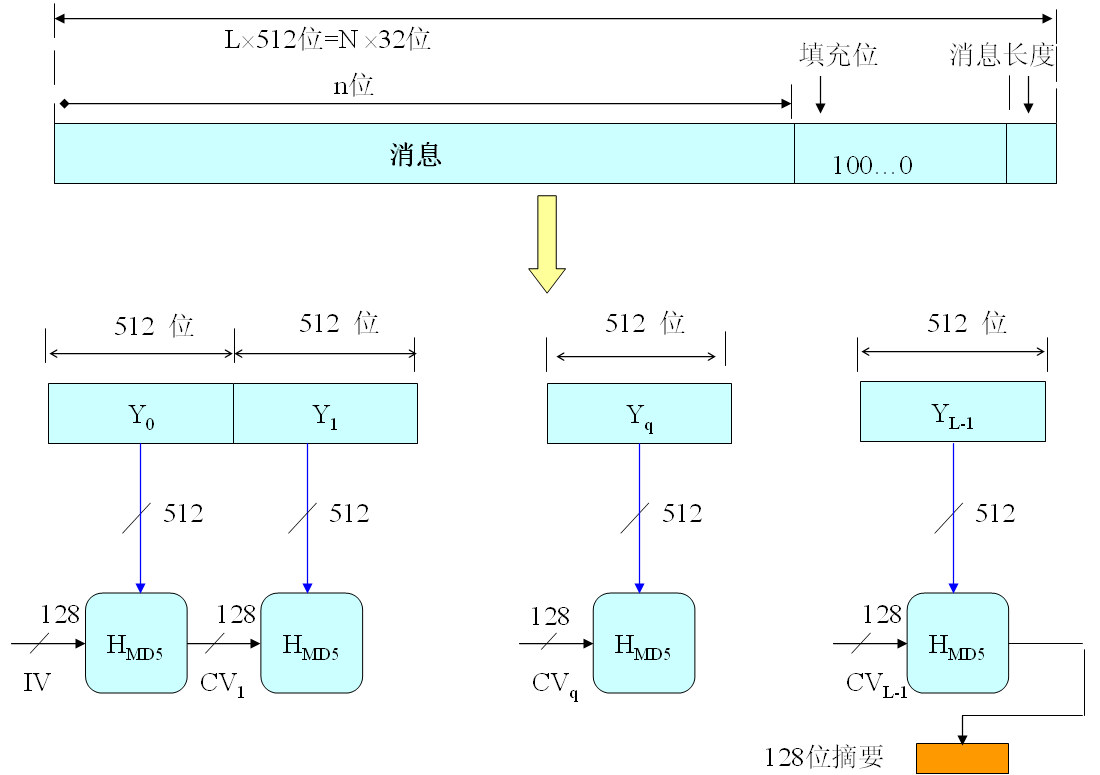 L×512位=N×32位
填充位
消息长度
n位
消息
100…0
512 位
512 位
512 位
512 位
Y0
Y1
Yq
YL-1
512
512
512
512
128
128
128
128
HMD5
HMD5
HMD5
HMD5
IV
CV1
CVq
CVL-1
128位摘要